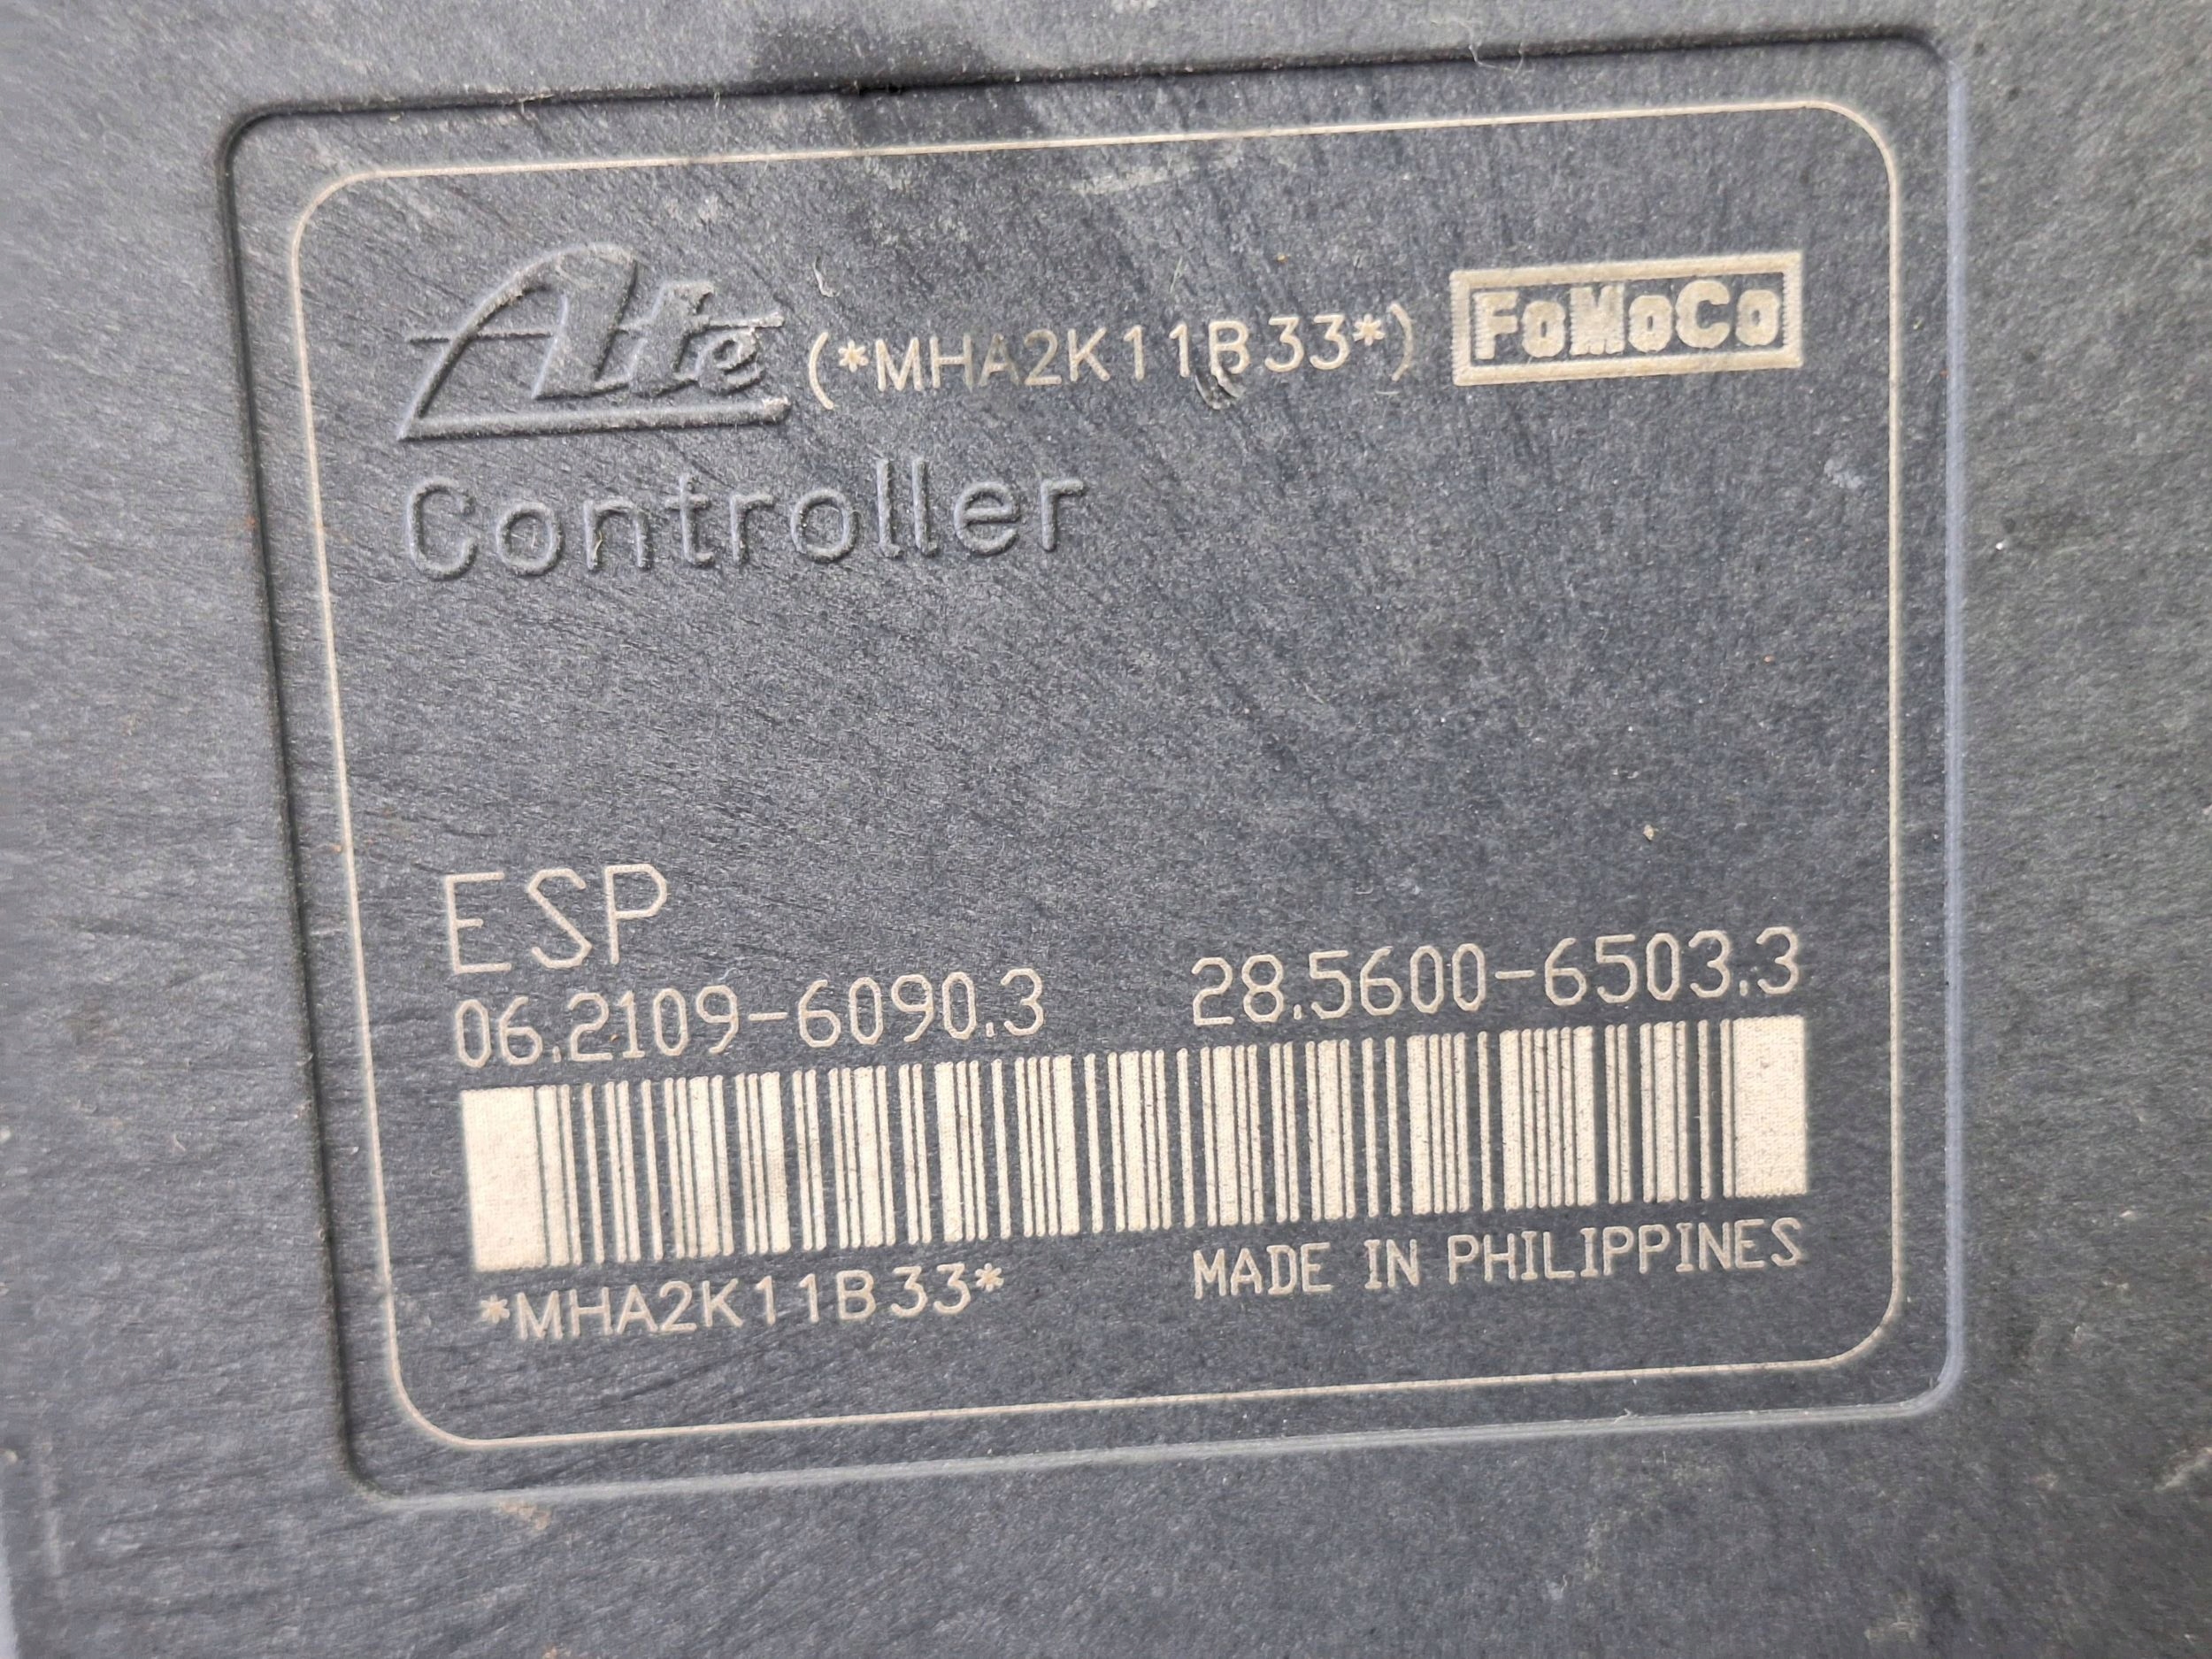 Ate (*MHA2K11B33*) FoMoCo
Controller
ESP
06.2109-6090.3 28.5600-6503.3
*MHA2K11B33* MADE IN PHILIPPINES